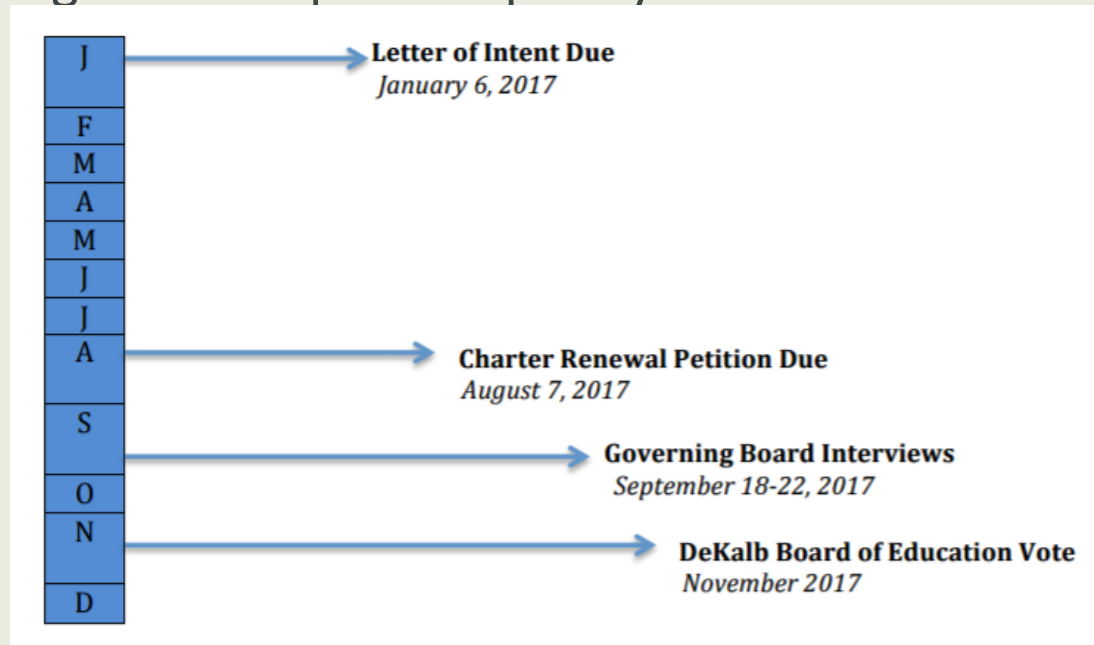 J
Letter of Intent Due
January 6, 2017
F
M
A
M
J
J
A
Charter Renewal Petition Due
August 7, 2017
S
Governing Board Interviews
September 18-22, 2017
O
N
DeKalb Board of Education Vote
November 2017
D